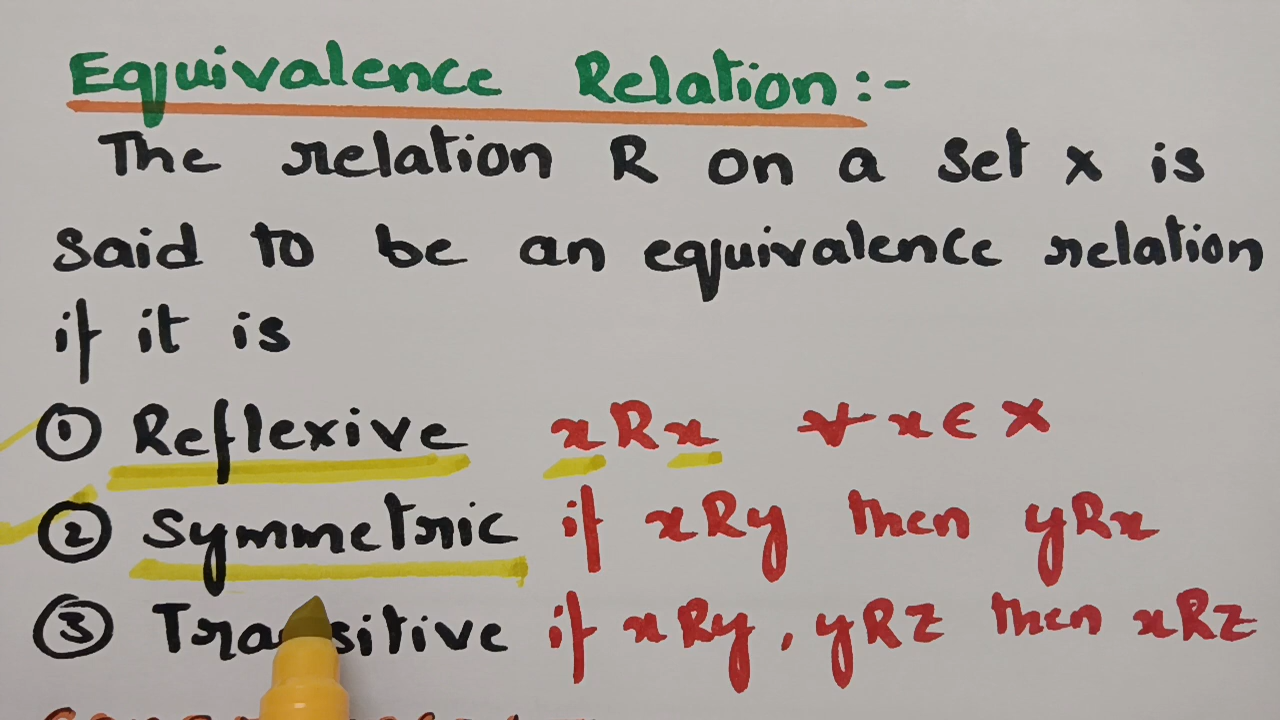 Equivalence Relation:-
The relation R on a set X is
said to be an equivalence relation
if it is
① Reflexive xRx ∀ x ∈ X
② Symmetric if xRy then yRx
③ Transitive if xRy, yRz then xRz